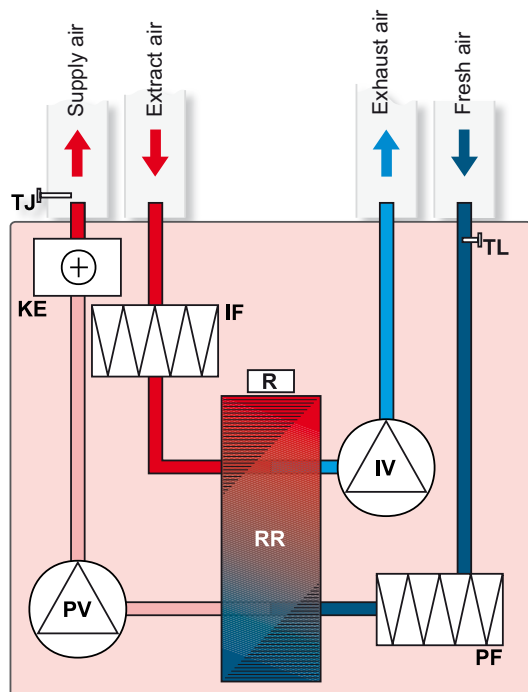 Supply air
Extract air
Exhaust air
Fresh air
TJ
TL
KE
IF
R
IV
RR
PV
PF